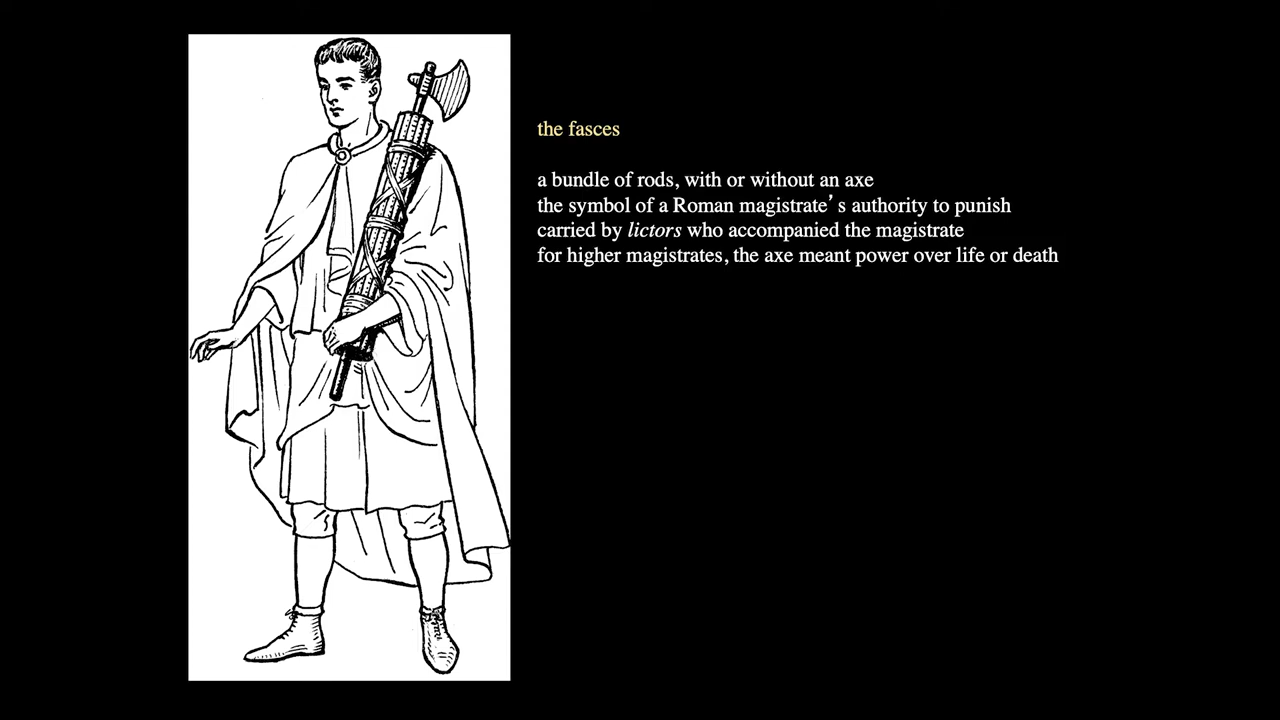 the fasces
a bundle of rods, with or without an axe
the symbol of a Roman magistrate’s authority to punish
carried by lictors who accompanied the magistrate
for higher magistrates, the axe meant power over life or death